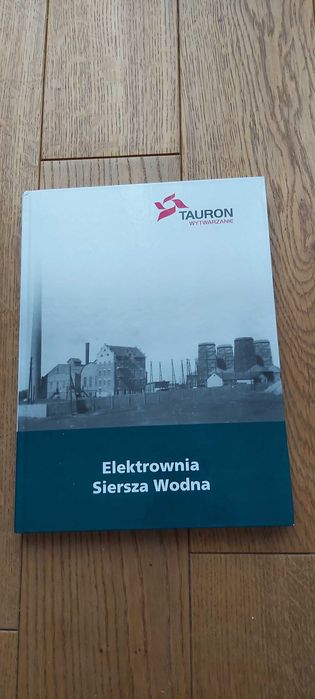 TAURON
WYTWARZANIE
Elektrownia
Siersza Wodna